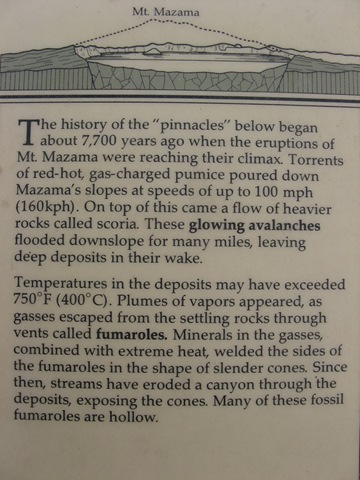 Mt. Mazama
The history of the "pinnacles" below began
about 7,700 years ago when the eruptions of
Mt. Mazama were reaching their climax. Torrents
of red-hot, gas-charged pumice poured down
Mazama's slopes at speeds of up to 100 mph
(160kph). On top of this came a flow of heavier
rocks called scoria. These glowing avalanches
flooded downslope for many miles, leaving
deep deposits in their wake.
Temperatures in the deposits may have exceeded
750°F (400°C). Plumes of vapors appeared, as
gasses escaped from the settling rocks through
vents called fumaroles. Minerals in the gasses,
combined with extreme heat, welded the sides of
the fumaroles in the shape of slender cones. Since
then, streams have eroded a canyon through the
deposits, exposing the cones. Many of these fossil
fumaroles are hollow.